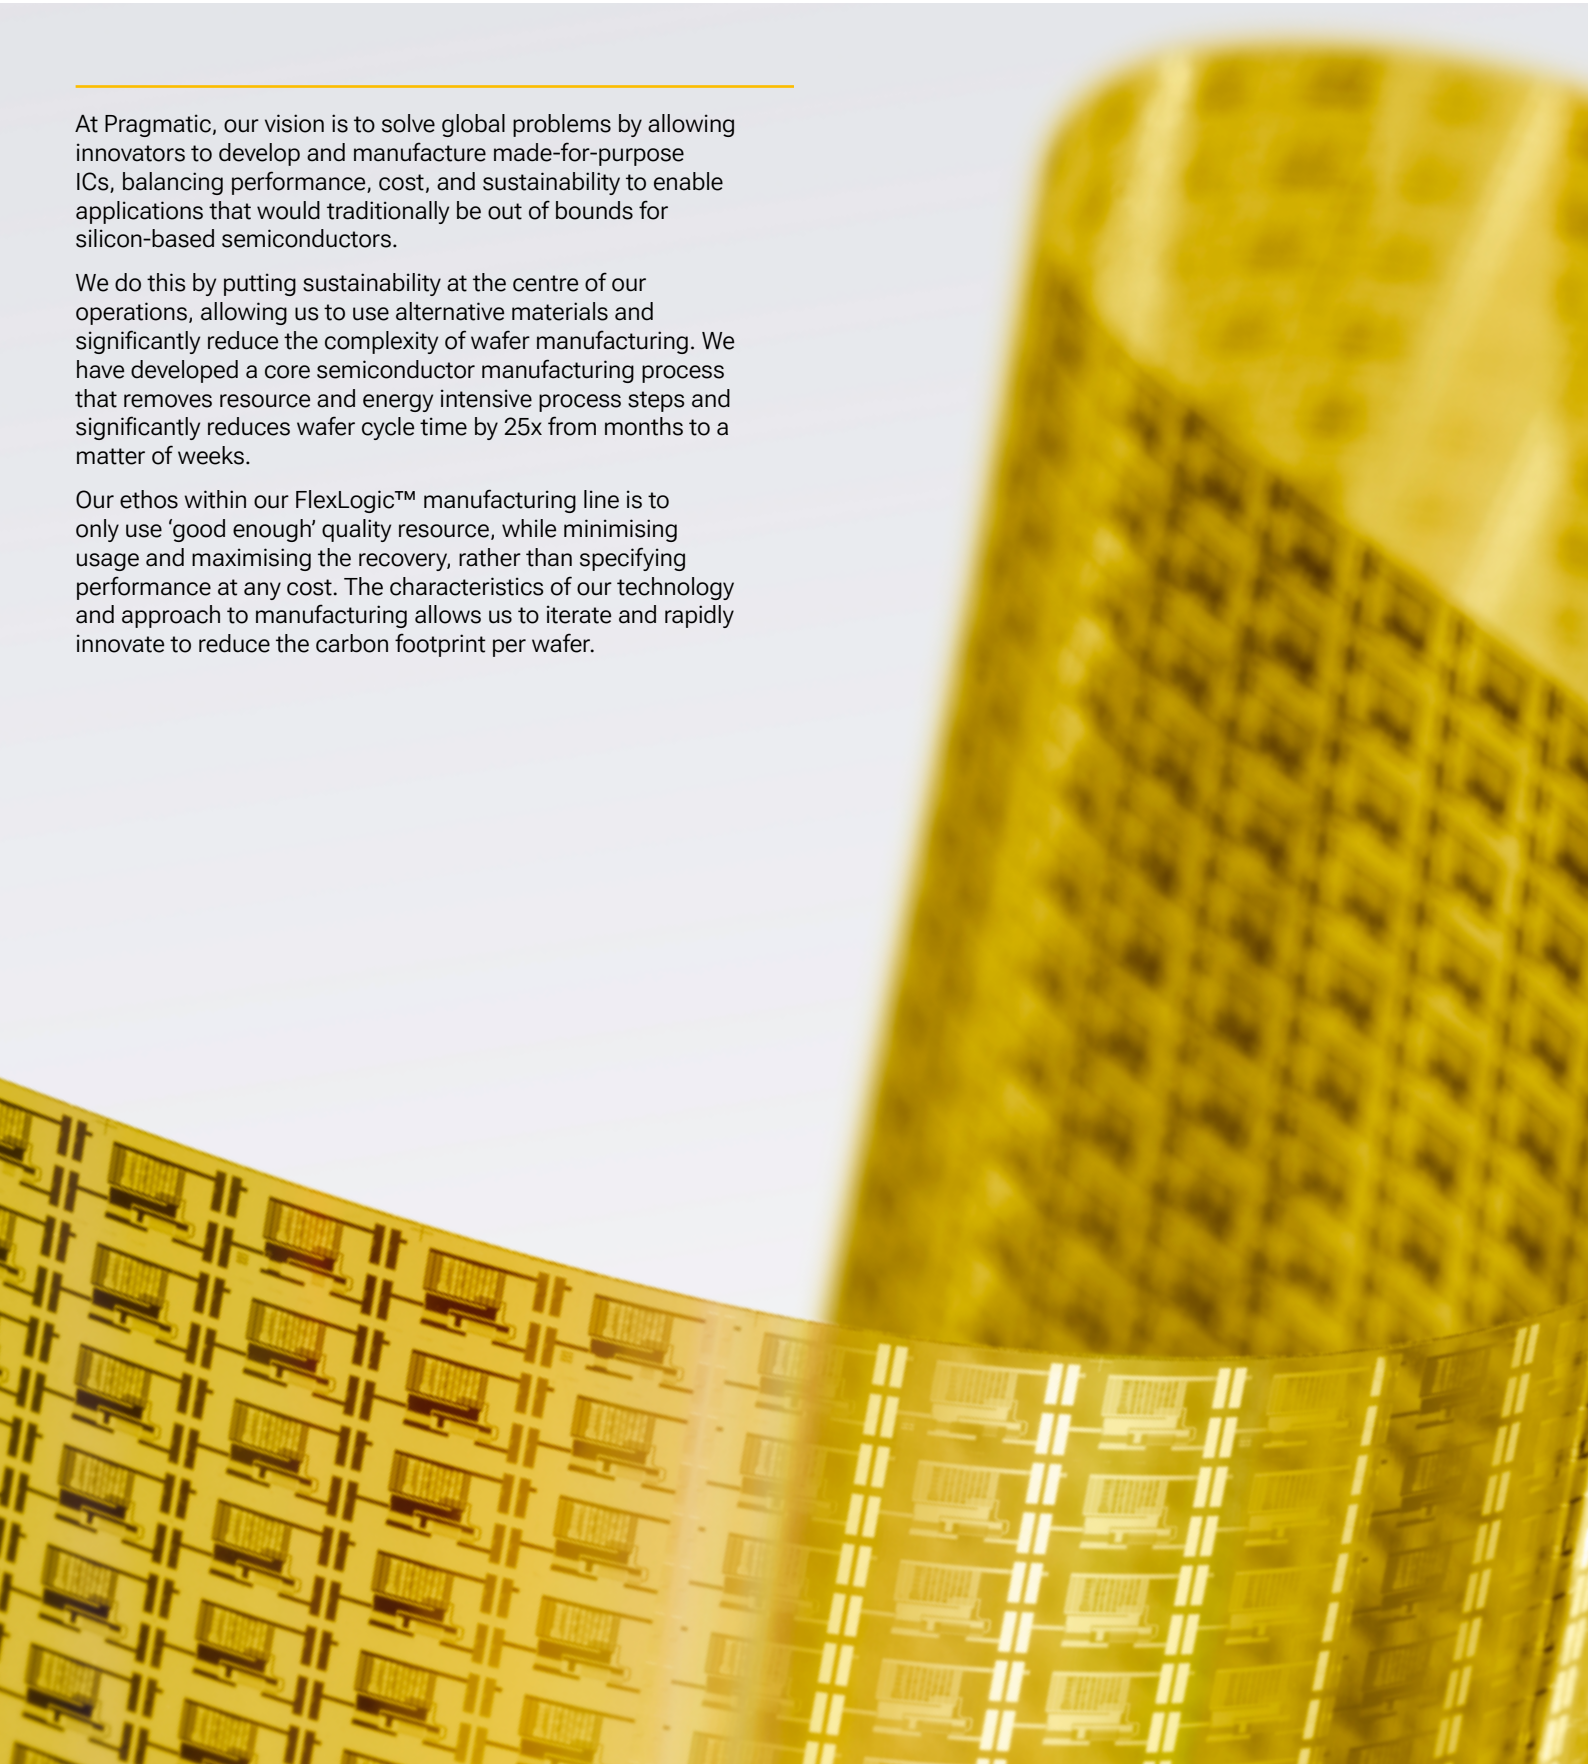 At Pragmatic, our vision is to solve global problems by allowing
innovators to develop and manufacture made-for-purpose
ICs, balancing performance, cost, and sustainability to enable
applications that would traditionally be out of bounds for
silicon-based semiconductors.
We do this by putting sustainability at the centre of our
operations, allowing us to use alternative materials and
significantly reduce the complexity of wafer manufacturing. We
have developed a core semiconductor manufacturing process
that removes resource and energy intensive process steps and
significantly reduces wafer cycle time by 25x from months to a
matter of weeks.
Our ethos within our FlexLogic™ manufacturing line is to
only use ‘good enough’ quality resource, while minimising
usage and maximising the recovery, rather than specifying
performance at any cost. The characteristics of our technology
and approach to manufacturing allows us to iterate and rapidly
innovate to reduce the carbon footprint per wafer.